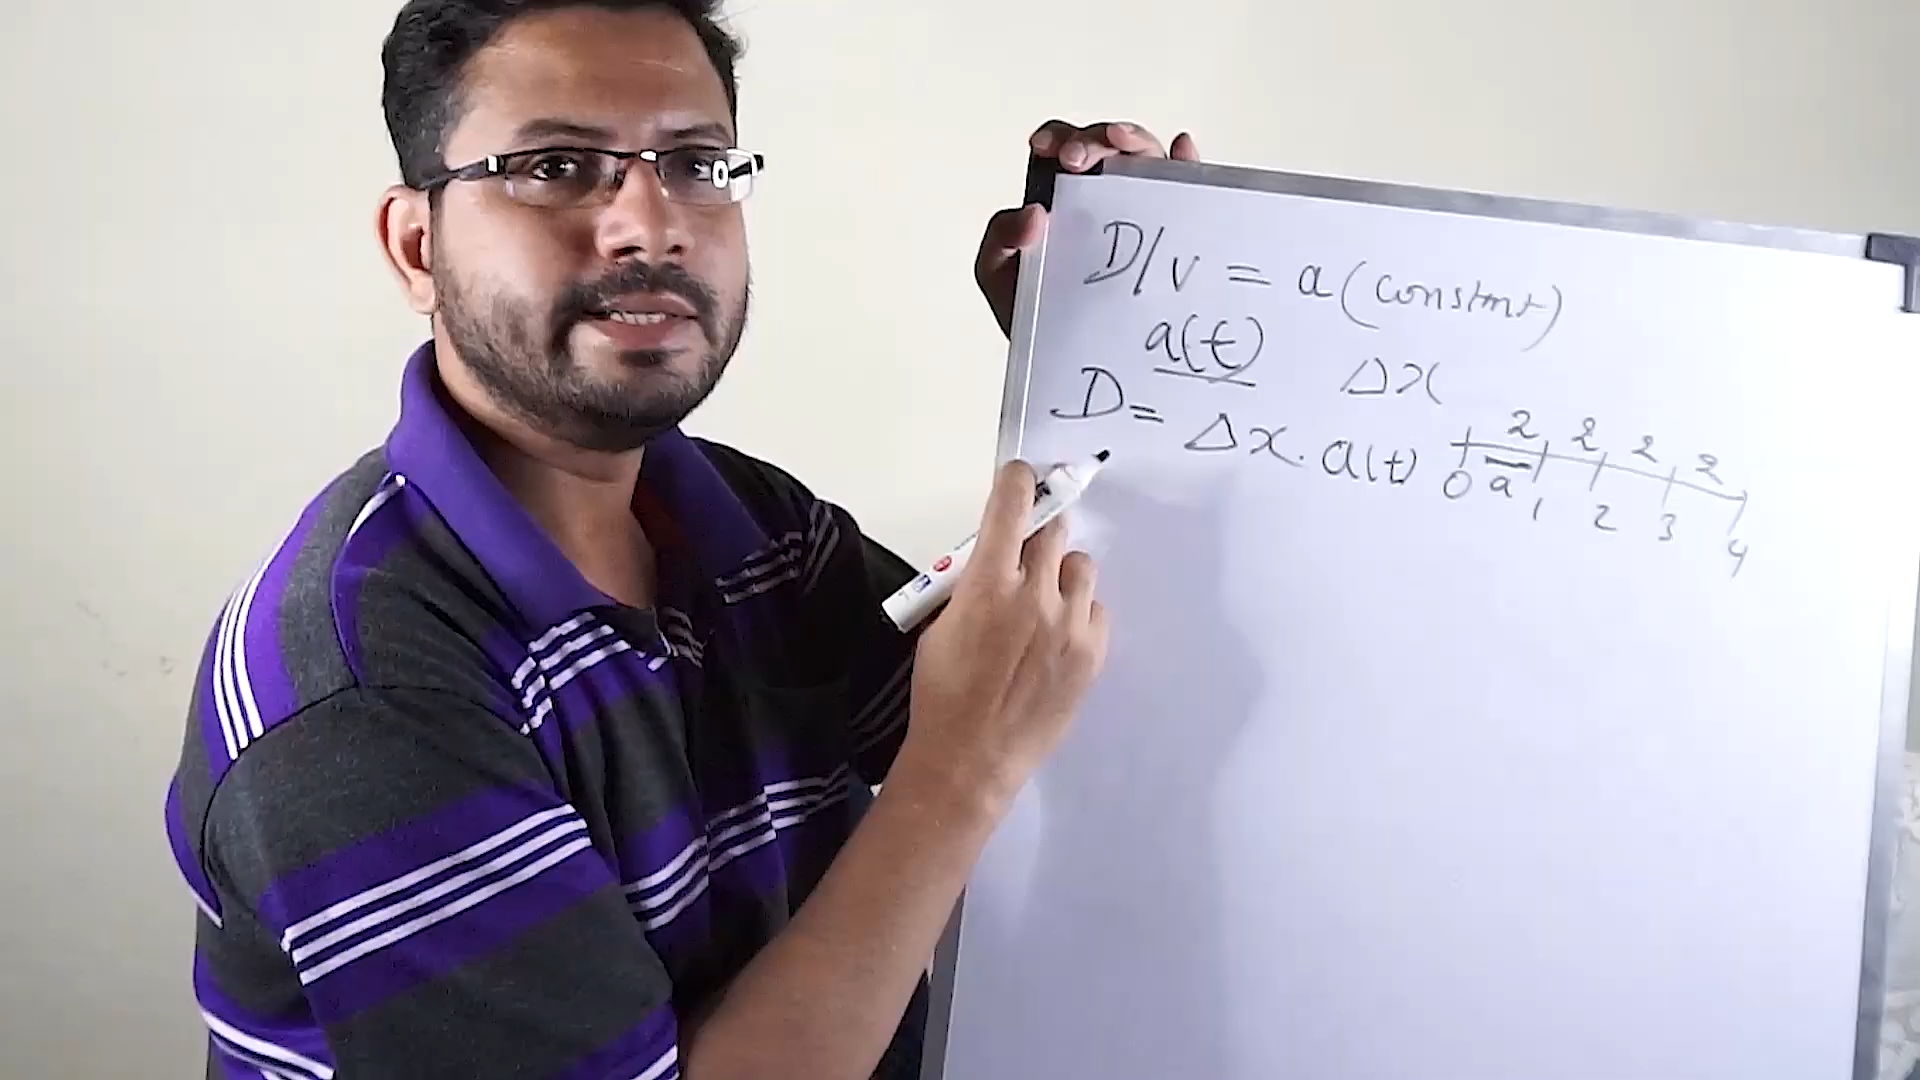 D/v = a (constnt)
a(t) Δx
D = Δx. a(t)
2 2 2 2
0 a 1 2 3 4